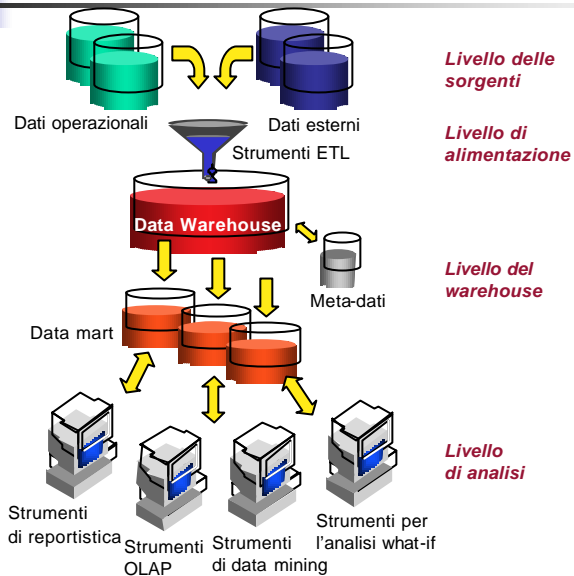 Livello delle
sorgenti
Dati operazionali
Dati esterni
Livello di
alimentazione
Strumenti ETL
Data Warehouse
Livello del
warehouse
Meta-dati
Data mart
Livello
di analisi
Strumenti
di reportistica
Strumenti
OLAP
Strumenti
di data mining
Strumenti per
l'analisi what-if